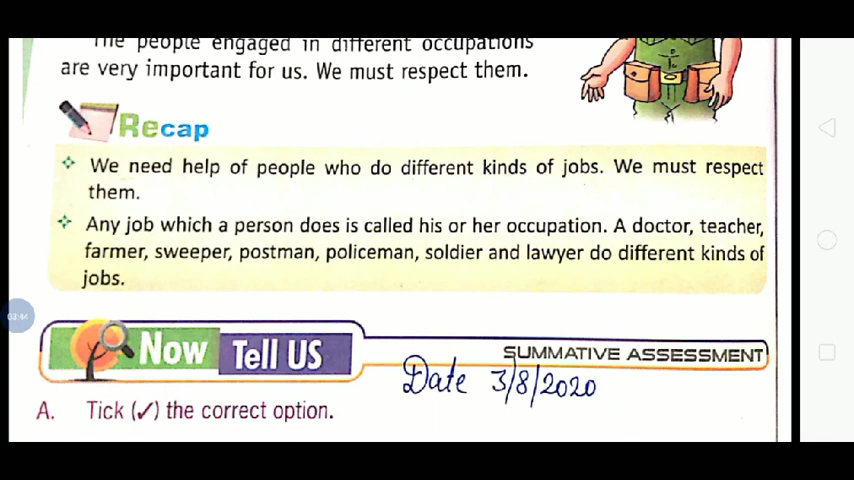 The people engaged in different occupations
are very important for us. We must respect them.
Recap
❖ We need help of people who do different kinds of jobs. We must respect
them.
❖ Any job which a person does is called his or her occupation. A doctor, teacher,
farmer, sweeper, postman, policeman, soldier and lawyer do different kinds of
jobs.
03:44
Now Tell US
SUMMATIVE ASSESSMENT
Date 3/8/2020
A. Tick (✓) the correct option.